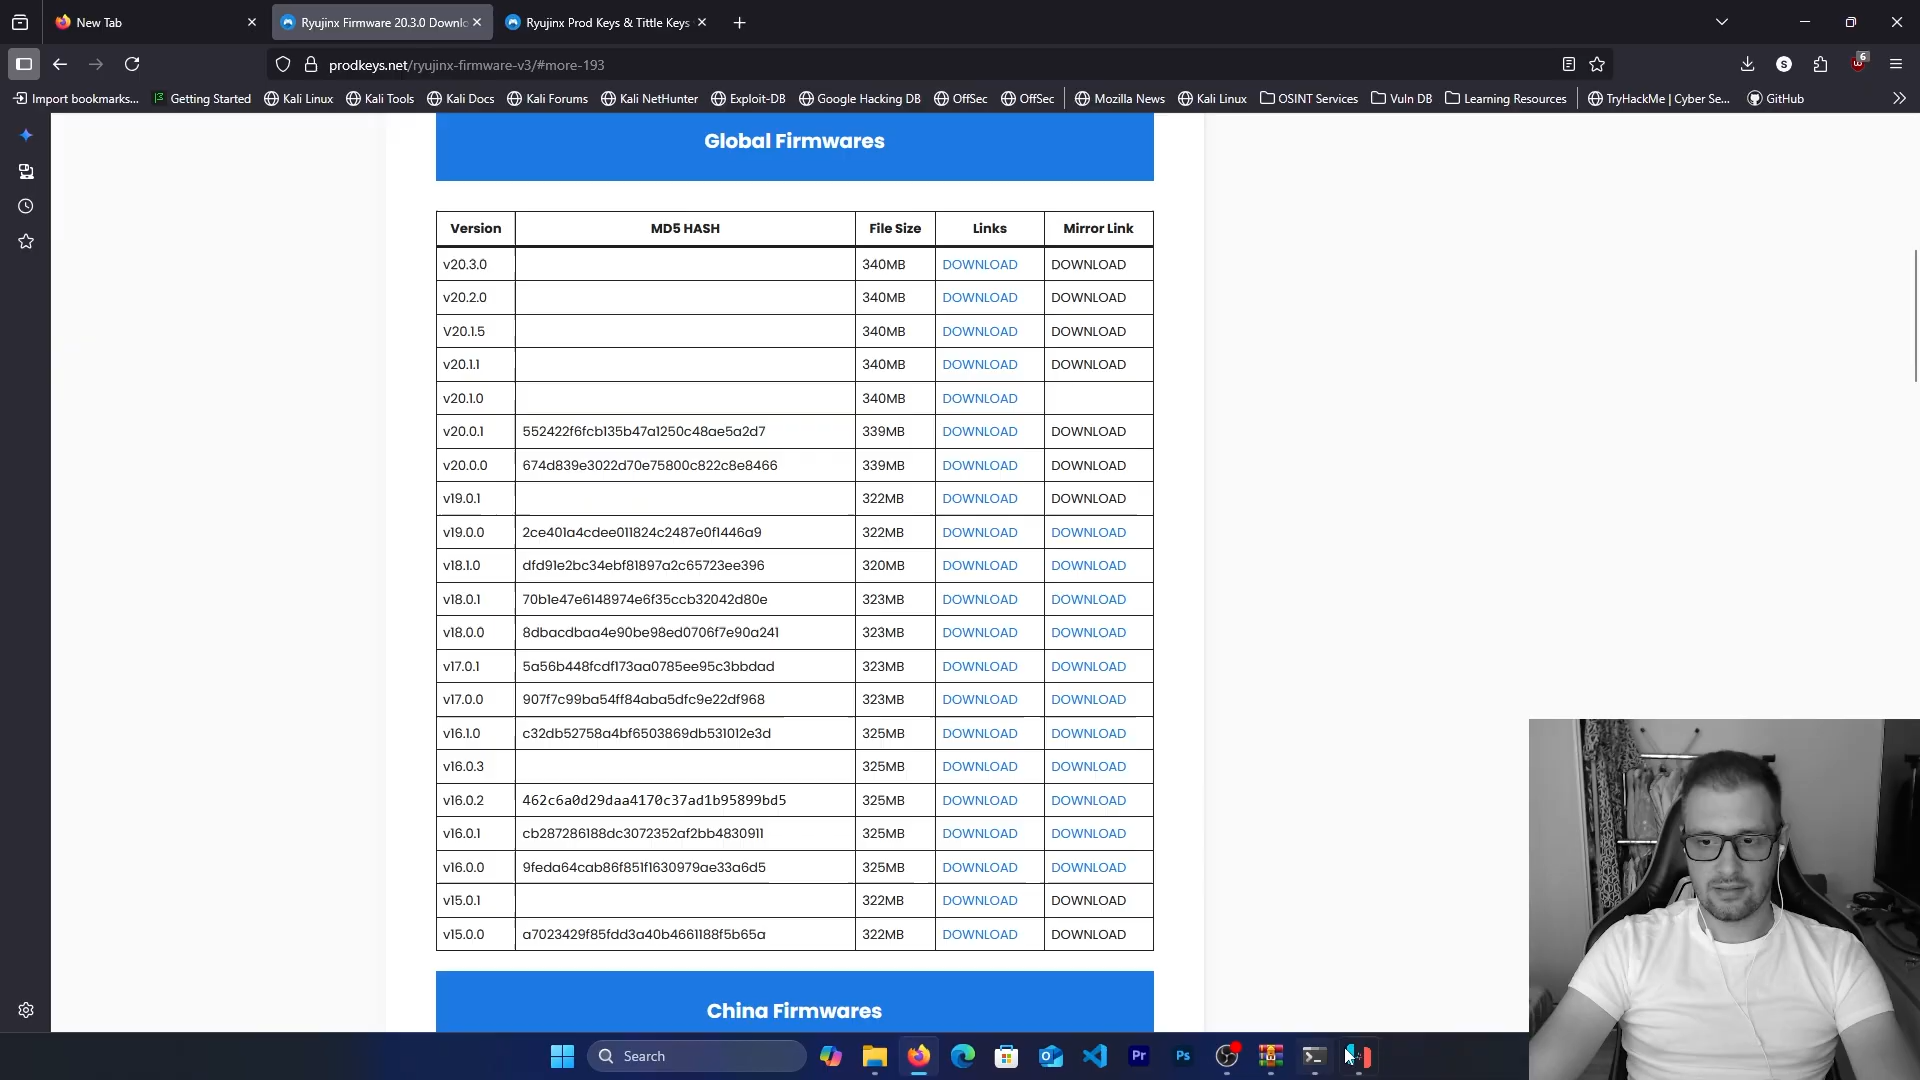 New Tab
Ryujinx Firmware 20.3.0 Downlo
Ryujinx Prod Keys & Tittle Keys
prodkeys.net/ryujinx-firmware-v3/#more-193
S
6
Import bookmarks... Getting Started Kali Linux Kali Tools Kali Docs Kali Forums Kali NetHunter Exploit-DB Google Hacking DB OffSec OffSec Mozilla News Kali Linux OSINT Services Vuln DB Learning Resources TryHackMe | Cyber Se... GitHub
Global Firmwares
Version MD5 HASH File Size Links Mirror Link
v20.3.0 340MB DOWNLOAD DOWNLOAD
v20.2.0 340MB DOWNLOAD DOWNLOAD
V20.1.5 340MB DOWNLOAD DOWNLOAD
v20.1.1 340MB DOWNLOAD DOWNLOAD
v20.1.0 340MB DOWNLOAD
v20.0.1 552422f6fcb135b47a1250c48ae5a2d7 339MB DOWNLOAD DOWNLOAD
v20.0.0 674d839e3022d70e75800c822c8e8466 339MB DOWNLOAD DOWNLOAD
v19.0.1 322MB DOWNLOAD DOWNLOAD
v19.0.0 2ce401a4cdee011824c2487e0f1446a9 322MB DOWNLOAD DOWNLOAD
v18.1.0 dfd91e2bc34ebf81897a2c65723ee396 320MB DOWNLOAD DOWNLOAD
v18.0.1 70b1e47e6148974e6f35ccb32042d80e 323MB DOWNLOAD DOWNLOAD
v18.0.0 8dbacdbaa4e90be98ed0706f7e90a241 323MB DOWNLOAD DOWNLOAD
v17.0.1 5a56b448fcdf173aa0785ee95c3bbdad 323MB DOWNLOAD DOWNLOAD
v17.0.0 907f7c99ba54ff84aba5dfc9e22df968 323MB DOWNLOAD DOWNLOAD
v16.1.0 c32db52758a4bf6503869db531012e3d 325MB DOWNLOAD DOWNLOAD
v16.0.3 325MB DOWNLOAD DOWNLOAD
v16.0.2 462c6a0d29daa4170c37ad1b95899bd5 325MB DOWNLOAD DOWNLOAD
v16.0.1 cb287286188dc3072352af2bb4830911 325MB DOWNLOAD DOWNLOAD
v16.0.0 9feda64cab86f851f1630979ae33a6d5 325MB DOWNLOAD DOWNLOAD
v15.0.1 322MB DOWNLOAD DOWNLOAD
v15.0.0 a7023429f85fdd3a40b4661188f5b65a 322MB DOWNLOAD DOWNLOAD
China Firmwares
Search
Pr
Ps